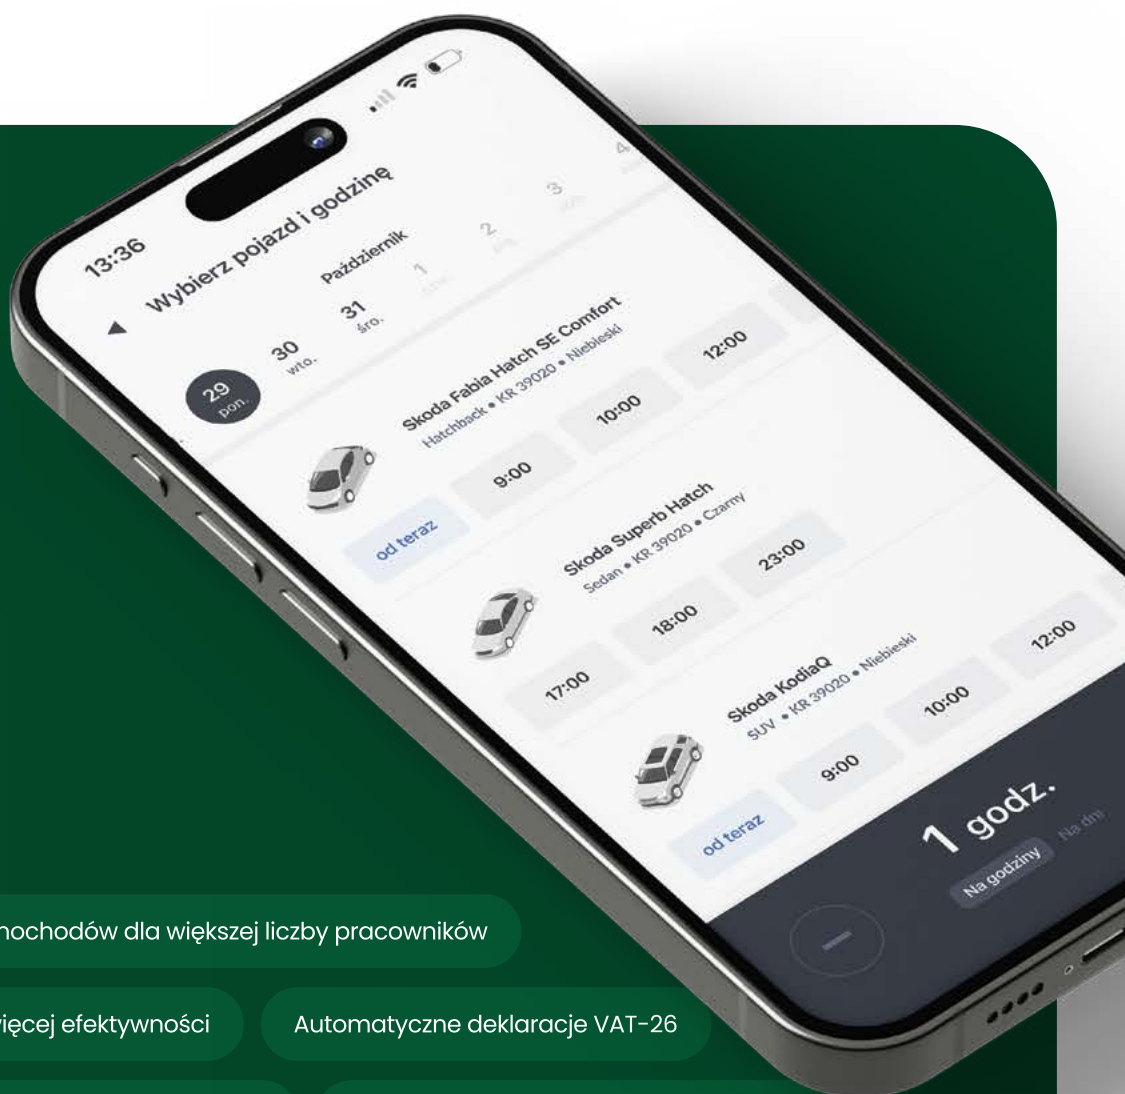 13:36
Wybierz pojazd i godzinę
Październik
29 30 31 1 2 3 4
pon. wto. śro.
Skoda Fabia Hatch SE Comfort
Hatchback • KR 39020 • Niebieski
od teraz 9:00 10:00 12:00
Skoda Superb Hatch
Sedan • KR 39020 • Czarny
17:00 18:00 23:00
Skoda KodiaQ
SUV • KR 39020 • Niebieski
od teraz 9:00 10:00 12:00
1 godz.
Na godziny Na dni
dla większej liczby pracowników
efektywności
Automatyczne deklaracje VAT-26